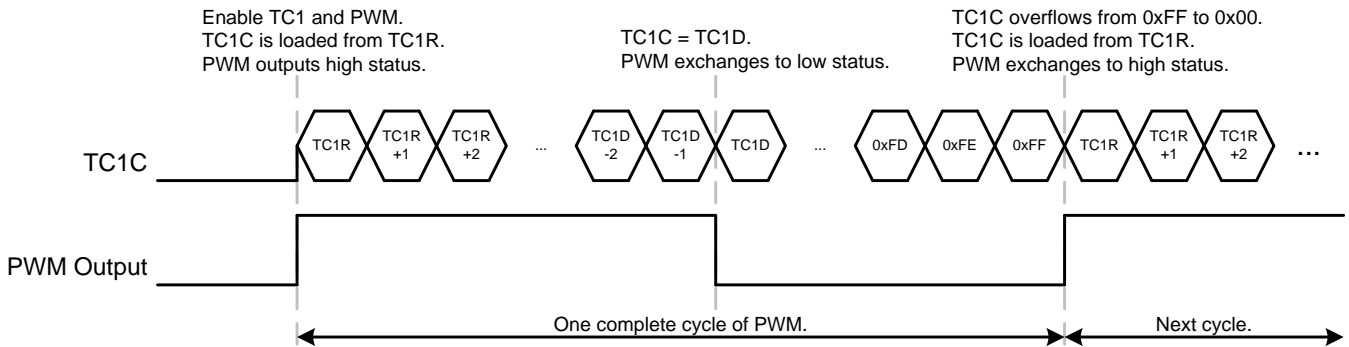 Enable TC1 and PWM.
TC1C is loaded from TC1R.
PWM outputs high status.
TC1C = TC1D.
PWM exchanges to low status.
TC1C overflows from 0xFF to 0x00.
TC1C is loaded from TC1R.
PWM exchanges to high status.
TC1C
TC1R
TC1R
+1
TC1R
+2
...
TC1D
-2
TC1D
-1
TC1D
...
0xFD
0xFE
0xFF
TC1R
TC1R
+1
TC1R
+2
...
PWM Output
One complete cycle of PWM.
Next cycle.